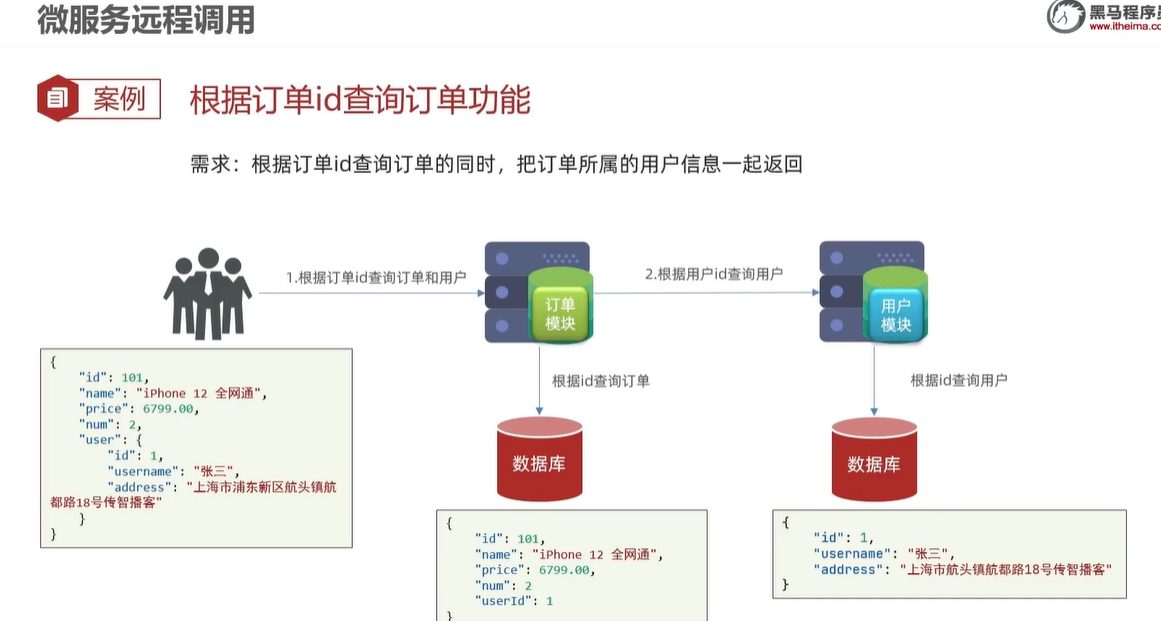 微服务远程调用
黑马程序员
www.itheima.co
案例
根据订单id查询订单功能
需求：根据订单id查询订单的同时，把订单所属的用户信息一起返回
1.根据订单id查询订单和用户
2.根据用户id查询用户
订单
模块
用户
模块
根据id查询订单
根据id查询用户
数据库
数据库
{
"id": 101,
"name": "iPhone 12 全网通",
"price": 6799.00,
"num": 2,
"user": {
"id": 1,
"username": "张三",
"address": "上海市浦东新区航头镇航
都路18号传智播客"
}
}
{
"id": 101,
"name": "iPhone 12 全网通",
"price": 6799.00,
"num": 2
"userId": 1
}
{
"id": 1,
"username": "张三",
"address": "上海市航头镇航都路18号传智播客"
}